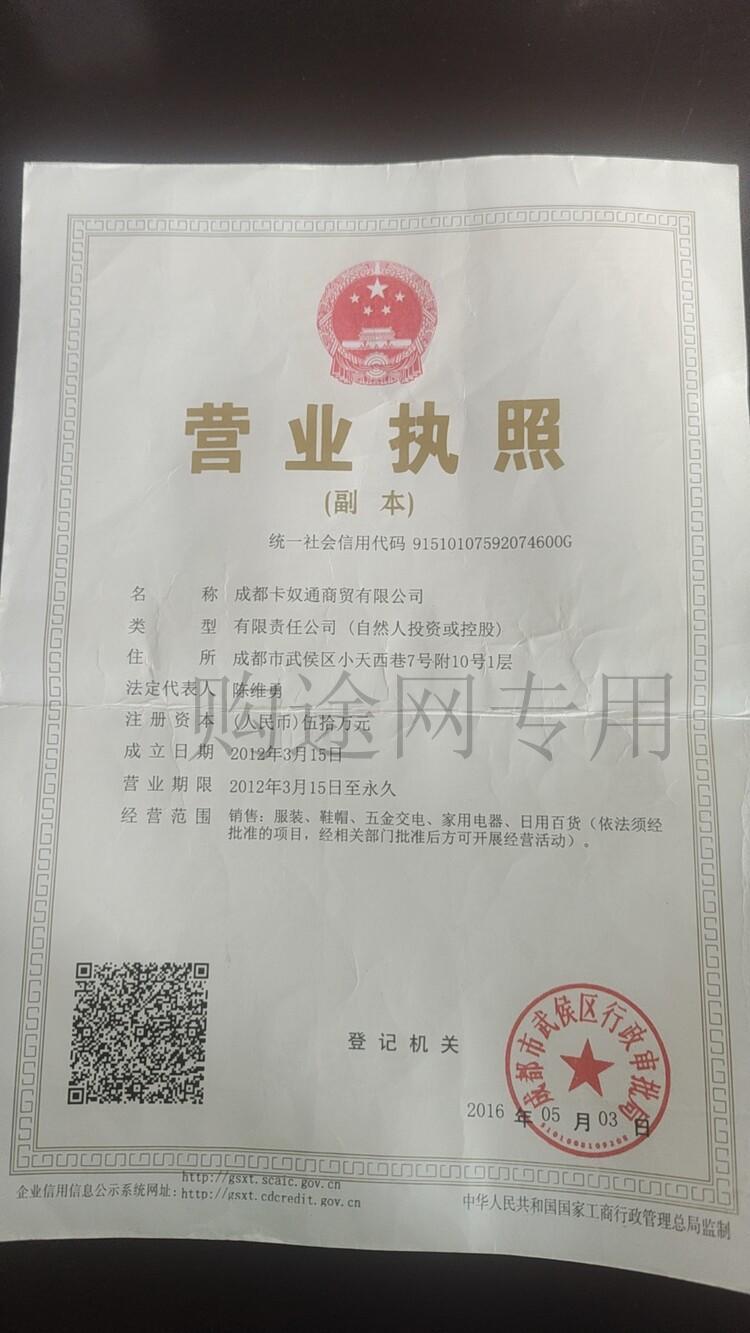 营业执照
(副 本)
统一社会信用代码 91510107592074600G
名称 成都卡奴通商贸有限公司
类型 有限责任公司（自然人投资或控股）
住所 成都市武侯区小天西巷7号附10号1层
法定代表人 陈维勇
注册资本 (人民币)伍拾万元
成立日期 2012年3月15日
营业期限 2012年3月15日至永久
经营范围 销售：服装、鞋帽、五金交电、家用电器、日用百货（依法须经
批准的项目，经相关部门批准后方可开展经营活动）。
购途网专用
登记机关
成都市武侯区行政审批局
2016 年 05 月 03 日
企业信用信息公示系统网址：http://gsxt.scaic.gov.cn
http://gsxt.cdcredit.gov.cn
中华人民共和国国家工商行政管理总局监制